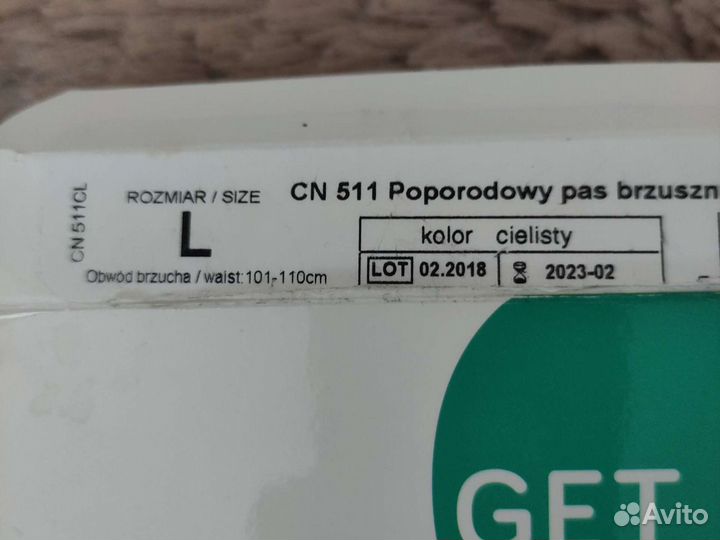 CN 511CL
ROZMIAR / SIZE
L
Obwód brzucha / waist: 101-110cm
CN 511 Poporodowy pas brzuszn
kolor cielisty
LOT 02.2018 2023-02
GET
Avito